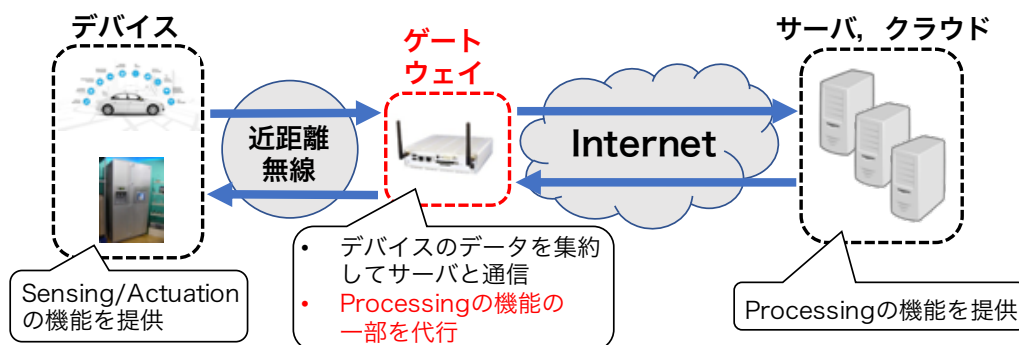 デバイス
ゲート
ウェイ
サーバ，クラウド
近距離
無線
Internet
Sensing/Actuation
の機能を提供
• デバイスのデータを集約
してサーバと通信
• Processingの機能の
一部を代行
Processingの機能を提供